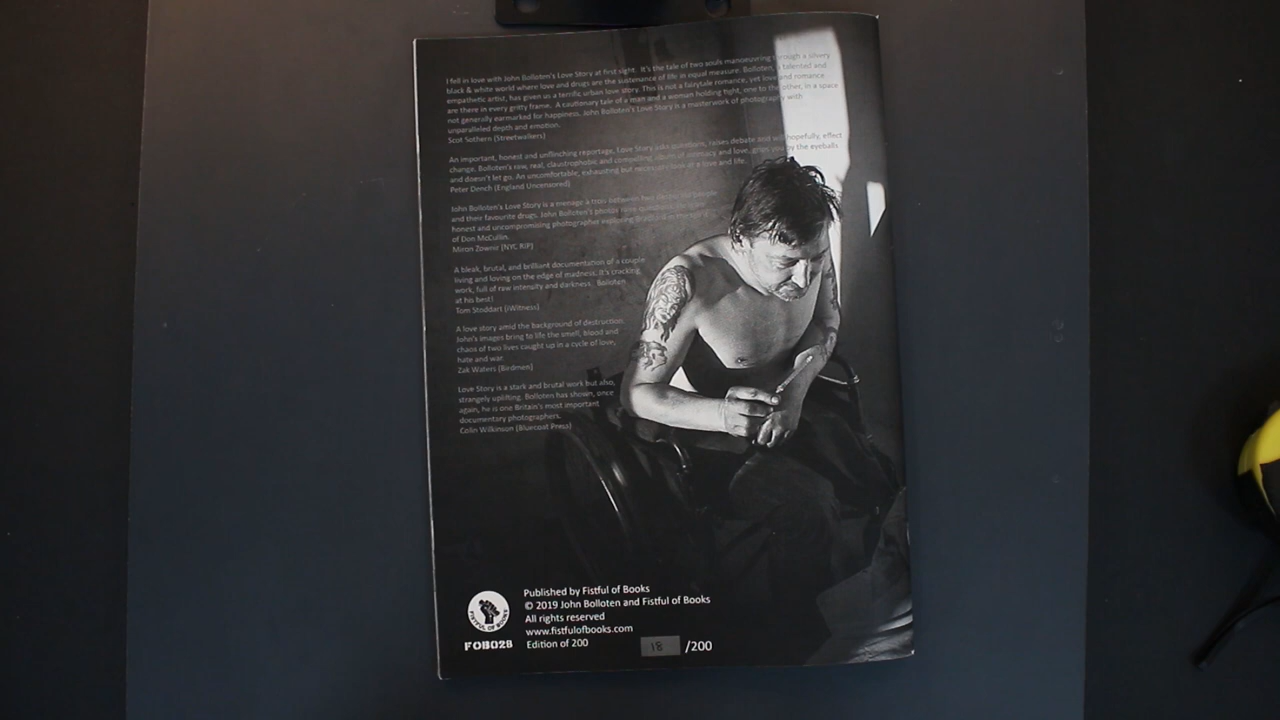 I fell in love with John Bolloten's Love Story at first sight. It's the tale of two souls manoeuvring through a silvery
black & white world where love and drugs are the sustenance of life in equal measure. Bolloten, a talented and
empathetic artist, has given us a terrific urban love story. This is not a fairytale romance, yet love and romance
are there in every gritty frame. A cautionary tale of a man and a woman holding tight, one to the other, in a space
not generally earmarked for happiness. John Bolloten's Love Story is a masterwork of photography with
unparalleled depth and emotion.
Scot Sothern (Streetwalkers)
An important, honest and unflinching reportage, Love Story asks questions, raises debate and will hopefully, effect
change. Bolloten's raw, real, claustrophobic and compelling album of intimacy and love, grips you by the eyeballs
and doesn't let go. An uncomfortable, exhausting but necessary look at a love and life.
Peter Dench (England Uncensored)
John Bolloten's Love Story is a menage à trois between two people
and their favourite drugs. John Bolloten's photos
honest and uncompromising photographer exploring Bradford in the
of Don McCullin.
Miron Zownir (NYC RIP)
A bleak, brutal, and brilliant documentation of a couple
living and loving on the edge of madness. It's cracking
work, full of raw intensity and darkness. Bolloten
at his best!
Tom Stoddart (iWitness)
A love story amid the background of destruction.
John's images bring to life the smell, blood and
chaos of two lives caught up in a cycle of love,
hate and war.
Zak Waters (Birdmen)
Love Story is a stark and brutal work but also,
strangely uplifting. Bolloten has shown, once
again, he is one Britain's most important
documentary photographers.
Colin Wilkinson (Bluecoat Press)
Published by Fistful of Books
© 2019 John Bolloten and Fistful of Books
All rights reserved
www.fistfulofbooks.com
Edition of 200
18 /200
FISTFUL OF BOOKS
FOB028